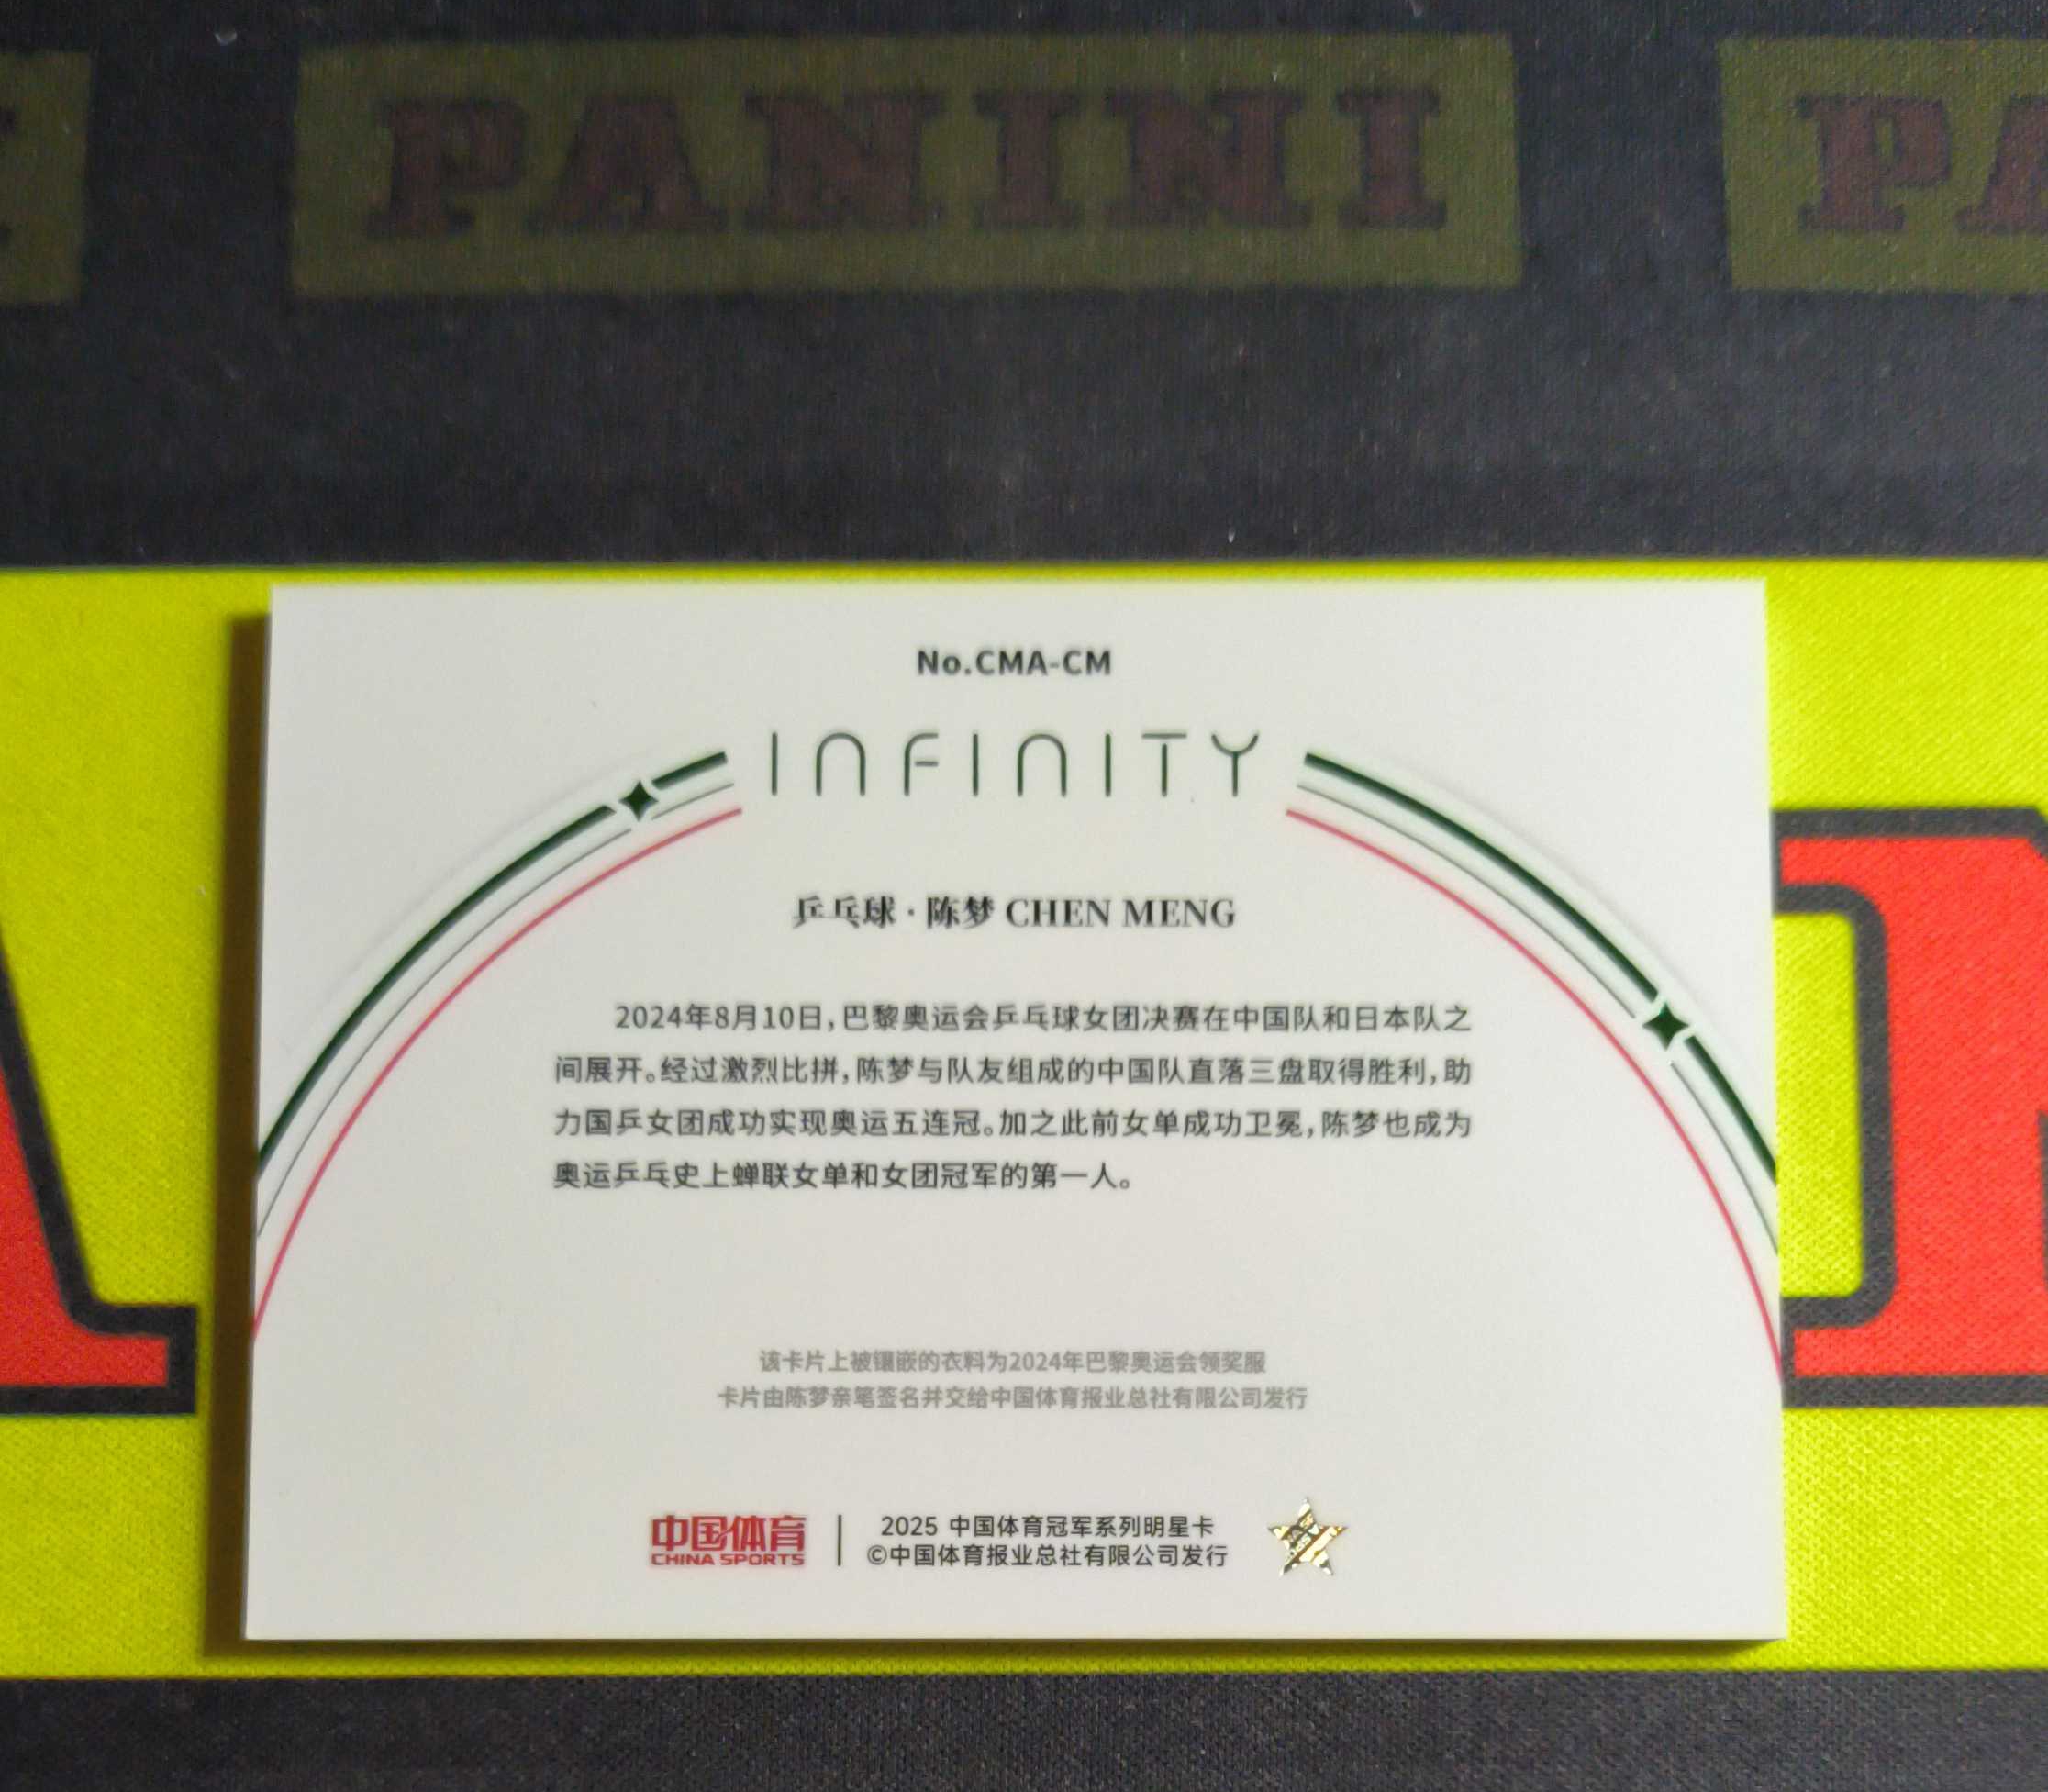 PANINI
No.CMA-CM
INFINITY
乒乓球·陈梦 CHEN MENG
2024年8月10日,巴黎奥运会乒乓球女团决赛在中国队和日本队之
间展开。经过激烈比拼,陈梦与队友组成的中国队直落三盘取得胜利,助
力国乒女团成功实现奥运五连冠。加之此前女单成功卫冕,陈梦也成为
奥运乒乓史上蝉联女单和女团冠军的第一人。
该卡片上被镶嵌的衣料为2024年巴黎奥运会领奖服
卡片由陈梦亲笔签名并交给中国体育报业总社有限公司发行
中国体育
CHINA SPORTS
2025 中国体育冠军系列明星卡
©中国体育报业总社有限公司发行